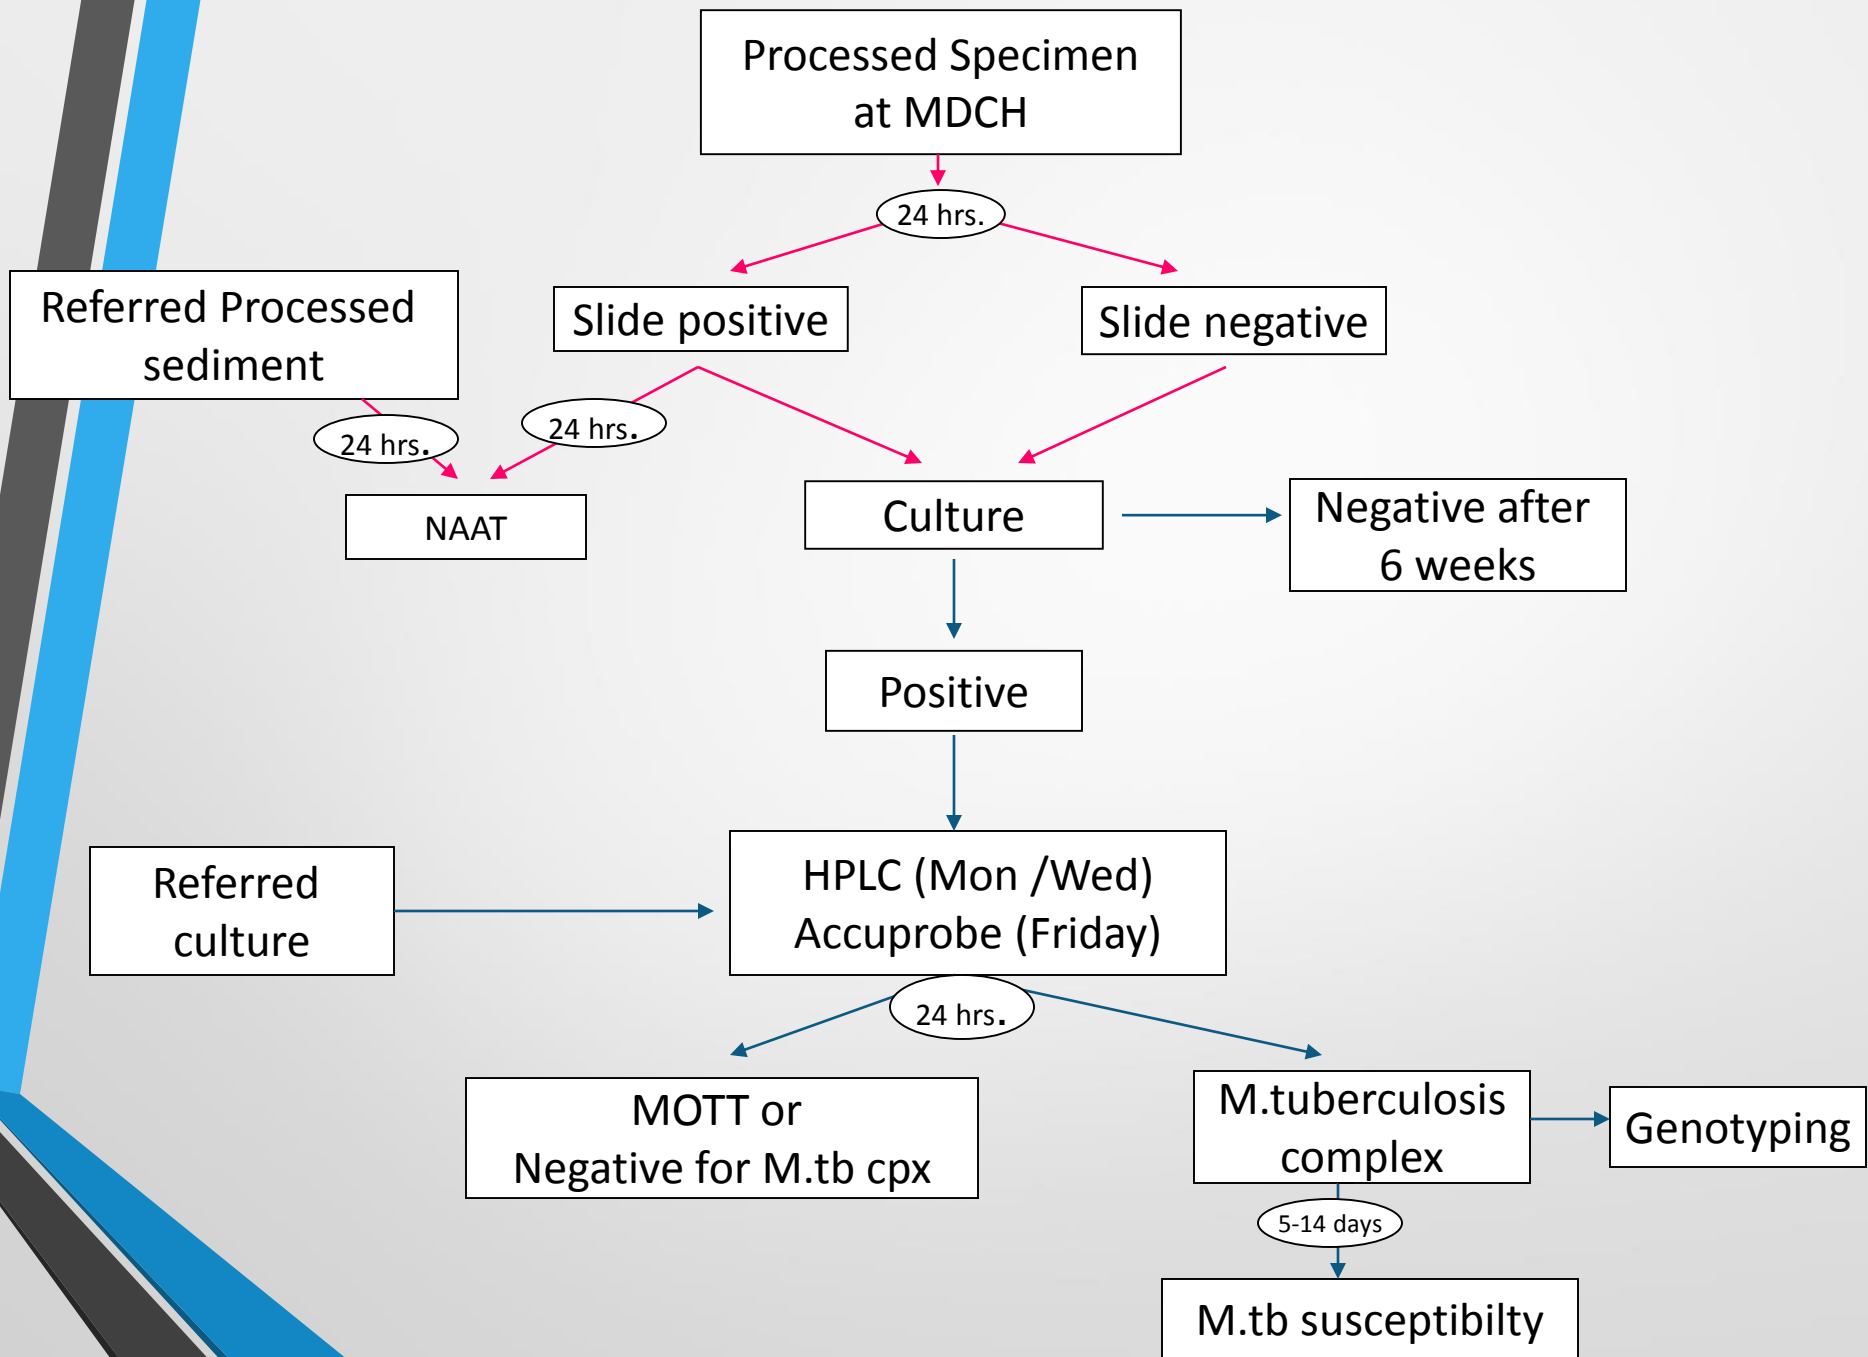 Processed Specimen
at MDCH
24 hrs.
Referred Processed
sediment
Slide positive
Slide negative
24 hrs.
24 hrs.
NAAT
Culture
Negative after
6 weeks
Positive
Referred
culture
HPLC (Mon /Wed)
Accuprobe (Friday)
24 hrs.
MOTT or
Negative for M.tb cpx
M.tuberculosis
complex
Genotyping
5-14 days
M.tb susceptibilty